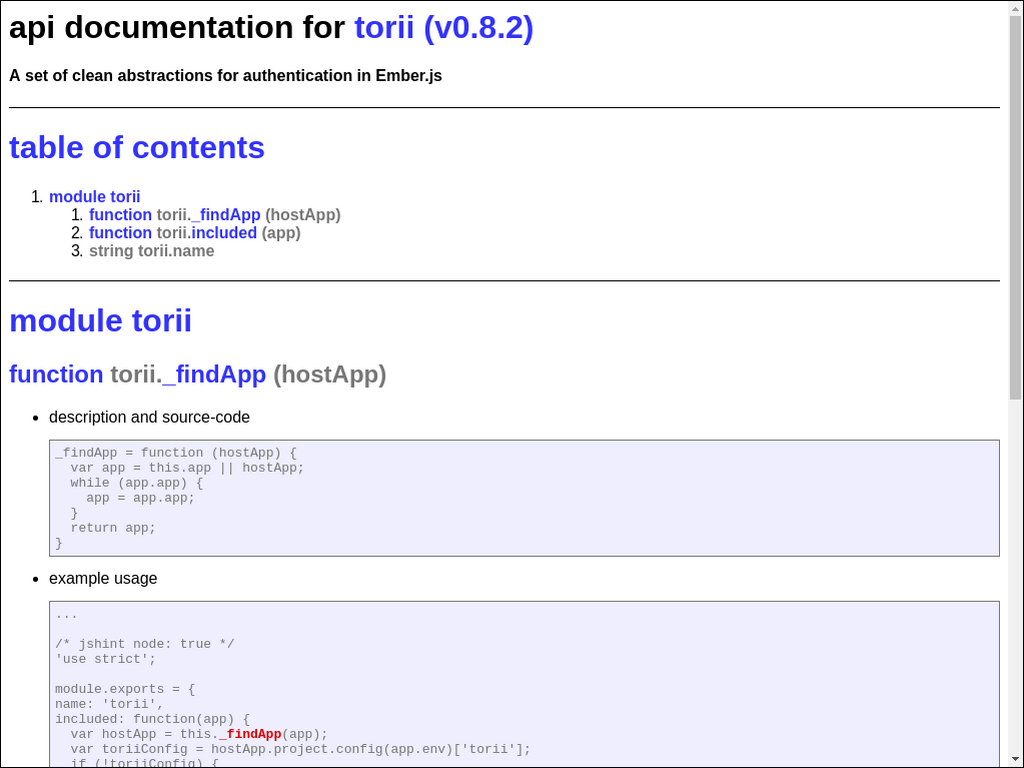 api documentation for torii (v0.8.2)
A set of clean abstractions for authentication in Ember.js
table of contents
1. module torii
1. function torii._findApp (hostApp)
2. function torii.included (app)
3. string torii.name
module torii
function torii._findApp (hostApp)
• description and source-code
_findApp = function (hostApp) {
  var app = this.app || hostApp;
  while (app.app) {
    app = app.app;
  }
  return app;
}
• example usage
...
/* jshint node: true */
'use strict';
module.exports = {
name: 'torii',
included: function(app) {
  var hostApp = this._findApp(app);
  var toriiConfig = hostApp.project.config(app.env)['torii'];
  if (!toriiConfig) {